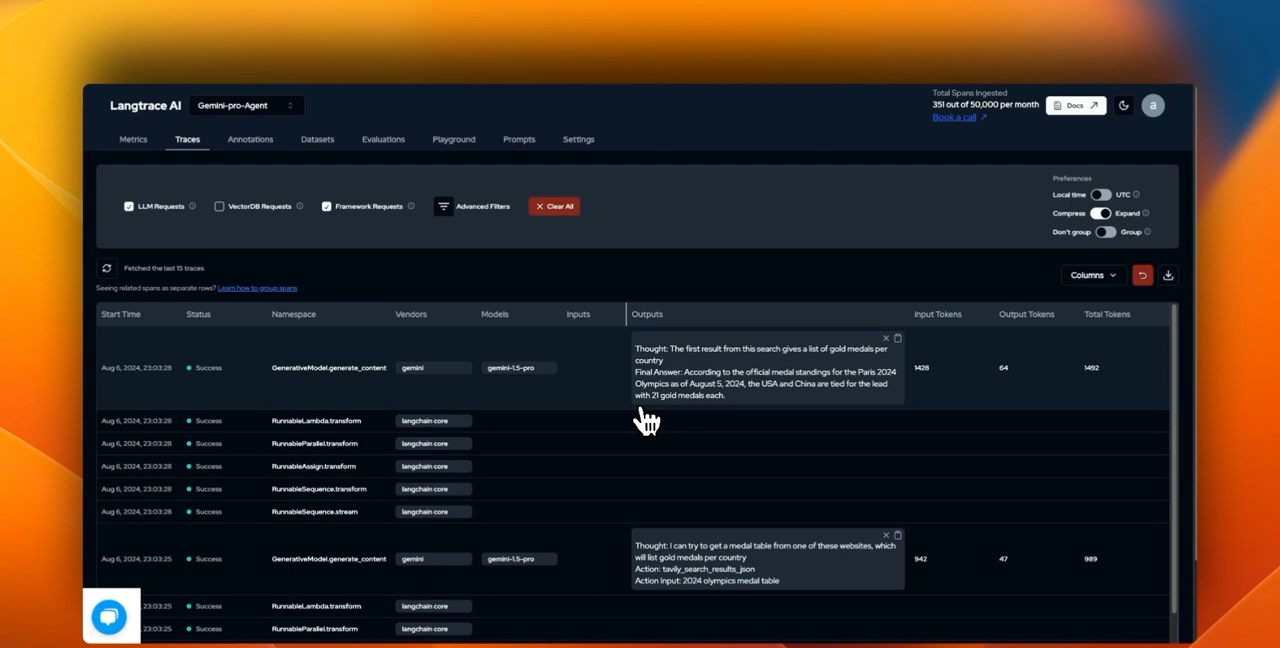 Langtrace AI
Gemini-pro-Agent
Total Spans Ingested
351 out of 50,000 per month
Book a call
Docs
a
Metrics
Traces
Annotations
Datasets
Evaluations
Playground
Prompts
Settings
LLM Requests
VectorDB Requests
Framework Requests
Advanced Filters
Clear All
Preferences
Local time UTC
Compress Expand
Don't group Group
Fetched the last 15 traces
Seeing related spans as separate rows? Learn how to group spans
Columns
Start Time Status Namespace Vendors Models Inputs Outputs Input Tokens Output Tokens Total Tokens
Thought: The first result from this search gives a list of gold medals per
country
Final Answer: According to the official medal standings for the Paris 2024
Olympics as of August 5, 2024, the USA and China are tied for the lead
with 21 gold medals each.
Aug 6, 2024, 23:03:28 Success GenerativeModel.generate_content gemini gemini-1.5-pro 1428 64 1492
Aug 6, 2024, 23:03:28 Success RunnableLambda.transform langchain core
Aug 6, 2024, 23:03:28 Success RunnableParallel.transform langchain core
Aug 6, 2024, 23:03:28 Success RunnableAssign.transform langchain core
Aug 6, 2024, 23:03:28 Success RunnableSequence.transform langchain core
Aug 6, 2024, 23:03:28 Success RunnableSequence.stream langchain core
Thought: I can try to get a medal table from one of these websites, which
will list gold medals per country
Action: tavily_search_results_json
Action Input: 2024 olympics medal table
Aug 6, 2024, 23:03:25 Success GenerativeModel.generate_content gemini gemini-1.5-pro 942 47 989
23:03:25 Success RunnableLambda.transform langchain core
23:03:25 Success RunnableParallel.transform langchain core